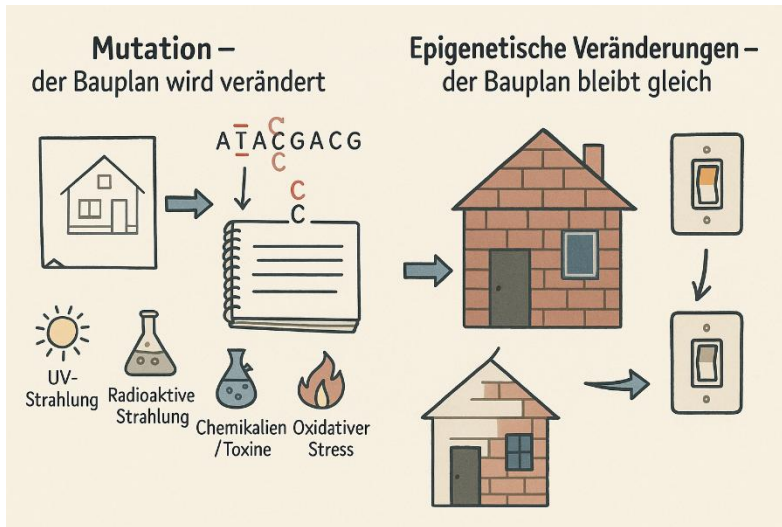 Mutation –
der Bauplan wird verändert
Epigenetische Veränderungen –
der Bauplan bleibt gleich
C
ATACGACG
C
C
C
UV-
Strahlung
Radioaktive
Strahlung
Chemikalien
/Toxine
Oxidativer
Stress